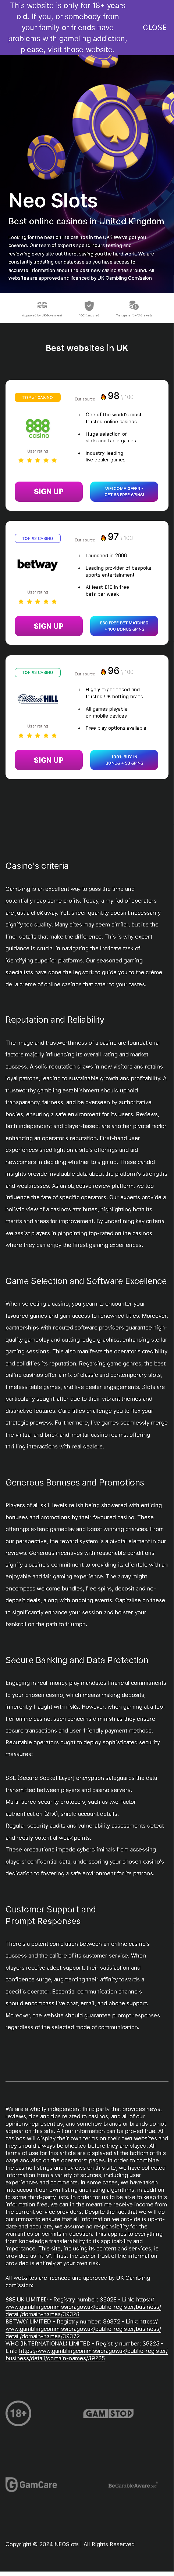 This website is only for 18+ years
old. If you, or somebody from
your family or friends have
problems with gambling addiction,
please, visit those website.
CLOSE
Neo Slots
Best online casinos in United Kingdom
Looking for the best online casinos in the UK? We've got you
covered. Our team of experts spend hours testing and
reviewing every site out there, saving you the hard work. We are
constantly updating our database so you have access to
accurate information about the best new casino sites around. All
websites are approved and licenced by UK Gambling Comission
Best websites in UK
TOP #1 CASINO
Our score
98 / 100
888
casino
User rating
One of the world's most
trusted online casinos
Huge selection of
slots and table games
Industry-leading
live dealer games
SIGN UP
WELCOME OFFER -
GET 88 FREE SPINS
TOP #2 CASINO
Our score
97 / 100
betway
User rating
Launched in 2006
Leading provider of bespoke
sports entertainment
At least £10 in free
bets per week
SIGN UP
£30 FREE BET MATCHES
+ 100 BONUS SPINS
TOP #3 CASINO
Our score
96 / 100
William HILL
User rating
Highly experienced and
trusted UK betting brand
All games playable
on mobile devices
Free play options available
SIGN UP
100% BUY IN
BONUS + 50 SPINS
Casino's criteria
Gambling is an excellent way to pass the time and
potentially reap some profits. Today, a myriad of operators
are just a click away. Yet, sheer quantity doesn't necessarily
signify top quality. Many sites may seem similar, but it's the
finer details that make the difference. This is why expert
guidance is crucial in navigating the intricate task of
identifying superior platforms. Our seasoned gaming
specialists have done the legwork to guide you to the crème
de la crème of online casinos that cater to your tastes.
Reputation and Reliability
The image and trustworthiness of a casino are foundational
factors majorly influencing its overall rating and market
success. A solid reputation draws in new visitors and retains
loyal patrons, leading to sustainable growth and profitability. A
trustworthy gambling establishment should uphold
transparency, fairness, and be overseen by authoritative
bodies, ensuring a safe environment for its users. Reviews,
both independent and player-based, are another pivotal factor
enhancing an operator's reputation. First-hand user
experiences shed light on a site's offerings and aid
newcomers in deciding whether to sign up. These candid
insights provide invaluable data about the platform's strengths
and weaknesses. As an objective review platform, we too
influence the fate of specific operators. Our experts provide a
holistic view of a casino's attributes, highlighting both its
merits and areas for improvement. By underlining key criteria,
we assist players in pinpointing top-rated online casinos
where they can enjoy the finest gaming experiences.
Game Selection and Software Excellence
When selecting a casino, you yearn to encounter your
favoured games and gain access to renowned titles. Moreover,
partnerships with reputed software providers guarantee high-
quality gameplay and cutting-edge graphics, enhancing stellar
gaming sessions. This also manifests the operator's credibility
and solidifies its reputation. Regarding game genres, the best
online casinos offer a mix of classic and contemporary slots,
timeless table games, and live dealer engagements. Slots are
particularly sought-after due to their vibrant themes and
distinctive features. Card titles challenge you to flex your
strategic prowess. Furthermore, live games seamlessly merge
the virtual and brick-and-mortar casino realms, offering
thrilling interactions with real dealers.
Generous Bonuses and Promotions
Players of all skill levels relish being showered with enticing
bonuses and promotions by their favoured casino. These
offerings extend gameplay and boost winning chances. From
our perspective, the reward system is a pivotal element in our
reviews. Generous incentives with reasonable conditions
signify a casino's commitment to providing its clientele with an
enjoyable and fair gaming experience. The array might
encompass welcome bundles, free spins, deposit and no-
deposit deals, along with ongoing events. Capitalise on these
to significantly enhance your session and bolster your
bankroll on the path to triumph.
Secure Banking and Data Protection
Engaging in real-money play mandates financial commitments
to your chosen casino, which means making deposits,
inherently fraught with risks. However, when gaming at a top-
tier online casino, such concerns diminish as they ensure
secure transactions and user-friendly payment methods.
Reputable operators ought to deploy sophisticated security
measures:
SSL (Secure Socket Layer) encryption safeguards the data
transmitted between players and casino servers.
Multi-tiered security protocols, such as two-factor
authentication (2FA), shield account details.
Regular security audits and vulnerability assessments detect
and rectify potential weak points.
These precautions impede cybercriminals from accessing
players' confidential data, underscoring your chosen casino's
dedication to fostering a safe environment for its patrons.
Customer Support and
Prompt Responses
There's a potent correlation between an online casino's
success and the calibre of its customer service. When
players receive adept support, their satisfaction and
confidence surge, augmenting their affinity towards a
specific operator. Essential communication channels
should encompass live chat, email, and phone support.
Moreover, the website should guarantee prompt responses
regardless of the selected mode of communication.
We are a wholly independent third party that provides news,
reviews, tips and tips related to casinos, and all of our
opinions represent us, and somehow brands or brands do not
appear on this site. All our information can be proved true. All
casinos will display their own terms on their own websites and
they should always be checked before they are played. All
terms of use for this article are displayed at the bottom of this
page and also on the operators' pages. In order to combine
the casino listings and reviews on this site, we have collected
information from a variety of sources, including user
experiences and comments. In some cases, we have taken
into account our own listing and rating algorithms, in addition
to some third-party lists. In order for us to be able to keep this
information free, we can in the meantime receive income from
the current service providers. Despite the fact that we will do
our utmost to ensure that all information we provide is up-to-
date and accurate, we assume no responsibility for the
warranties or permits in question. This applies to everything
from knowledge transferability to its applicability and
importance. This site, including its content and services, is
provided as "it is". Thus, the use or trust of the information
provided is entirely at your own risk.
All websites are licenced and approved by UK Gambling
comission:
888 UK LIMITED - Registry number: 39028 - Link: https://
www.gamblingcommission.gov.uk/public-register/business/
detail/domain-names/39028
BETWAY LIMITED - Registry number: 39372 - Link: https://
www.gamblingcommission.gov.uk/public-register/business/
detail/domain-names/39372
WHG (INTERNATIONAL) LIMITED - Registry number: 39225 -
Link: https://www.gamblingcommission.gov.uk/public-register/
business/detail/domain-names/39225
18+
GAMSTOP
GamCare
BeGambleAware.org
Copyright © 2024 NEOSlots | All Rights Reserved